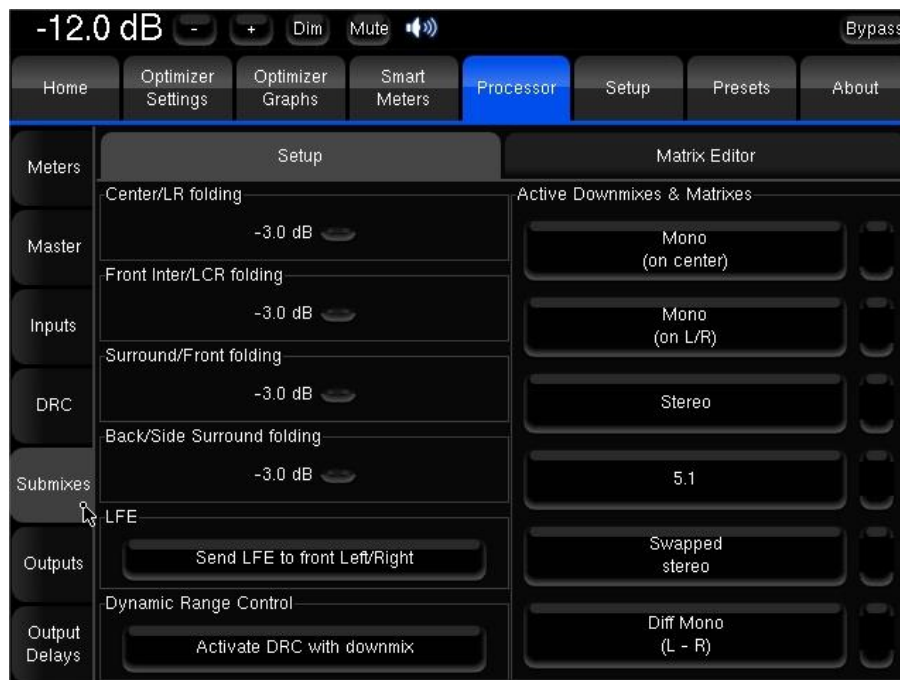 -12.0 dB - + Dim Mute Bypass
Home
Optimizer
Settings
Optimizer
Graphs
Smart
Meters
Processor
Setup
Presets
About
Meters
Master
Inputs
DRC
Submixes
Outputs
Output
Delays
Setup
Matrix Editor
Center/LR folding
-3.0 dB
Front Inter/LCR folding
-3.0 dB
Surround/Front folding
-3.0 dB
Back/Side Surround folding
-3.0 dB
LFE
Send LFE to front Left/Right
Dynamic Range Control
Activate DRC with downmix
Active Downmixes & Matrixes
Mono
(on center)
Mono
(on L/R)
Stereo
5.1
Swapped
stereo
Diff Mono
(L - R)